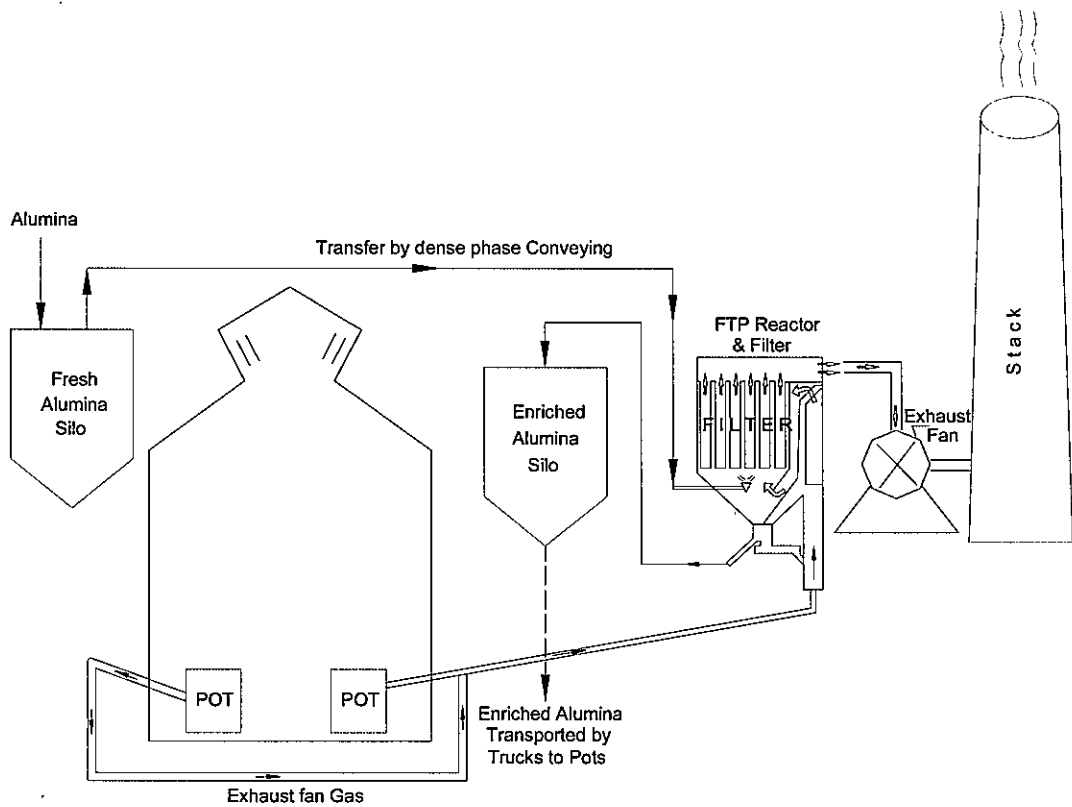 Alumina
Transfer by dense phase Conveying
Fresh
Alumina
Silo
Enriched
Alumina
Silo
FTP Reactor
& Filter
FILTER
Exhaust
Fan
Stack
POT
POT
Enriched Alumina
Transported by
Trucks to Pots
Exhaust fan Gas